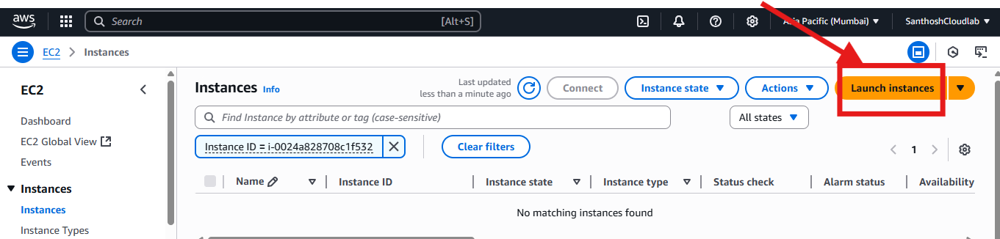 aws Search [Alt+S] Asia Pacific (Mumbai) SanthoshCloudlab
EC2 Instances
EC2
Dashboard
EC2 Global View
Events
Instances
Instances
Instance Types
Instances Info
Last updated
less than a minute ago
Connect Instance state Actions Launch instances
Find Instance by attribute or tag (case-sensitive) All states
Instance ID = i-0024a828708c1f532 Clear filters 1
Name Instance ID Instance state Instance type Status check Alarm status Availability
No matching instances found